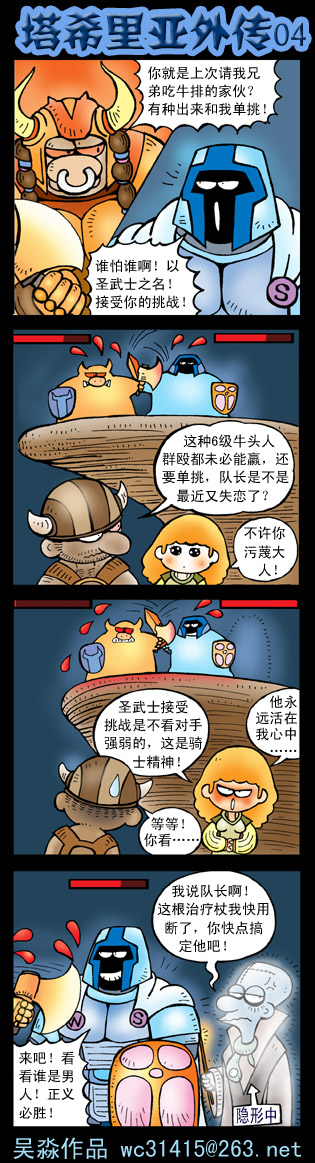 塔希里亚外传04
你就是上次请我兄
弟吃牛排的家伙？
有种出来和我单挑！
谁怕谁啊！以
圣武士之名！
接受你的挑战！
S
这种6级牛头人
群殴都未必能赢，还
要单挑，队长是不是
最近又失恋了？
不许你
污蔑大
人！
圣武士接受
挑战是不看对手
强弱的，这是骑
士精神！
他永
远活在
我心中
……
等等！
你看……
我说队长啊！
这根治疗杖我快用
断了，你快点搞
定他吧！
W S
来吧！看
看谁是男
人！正义
必胜！
隐形中
吴淼作品 wc31415@263.net